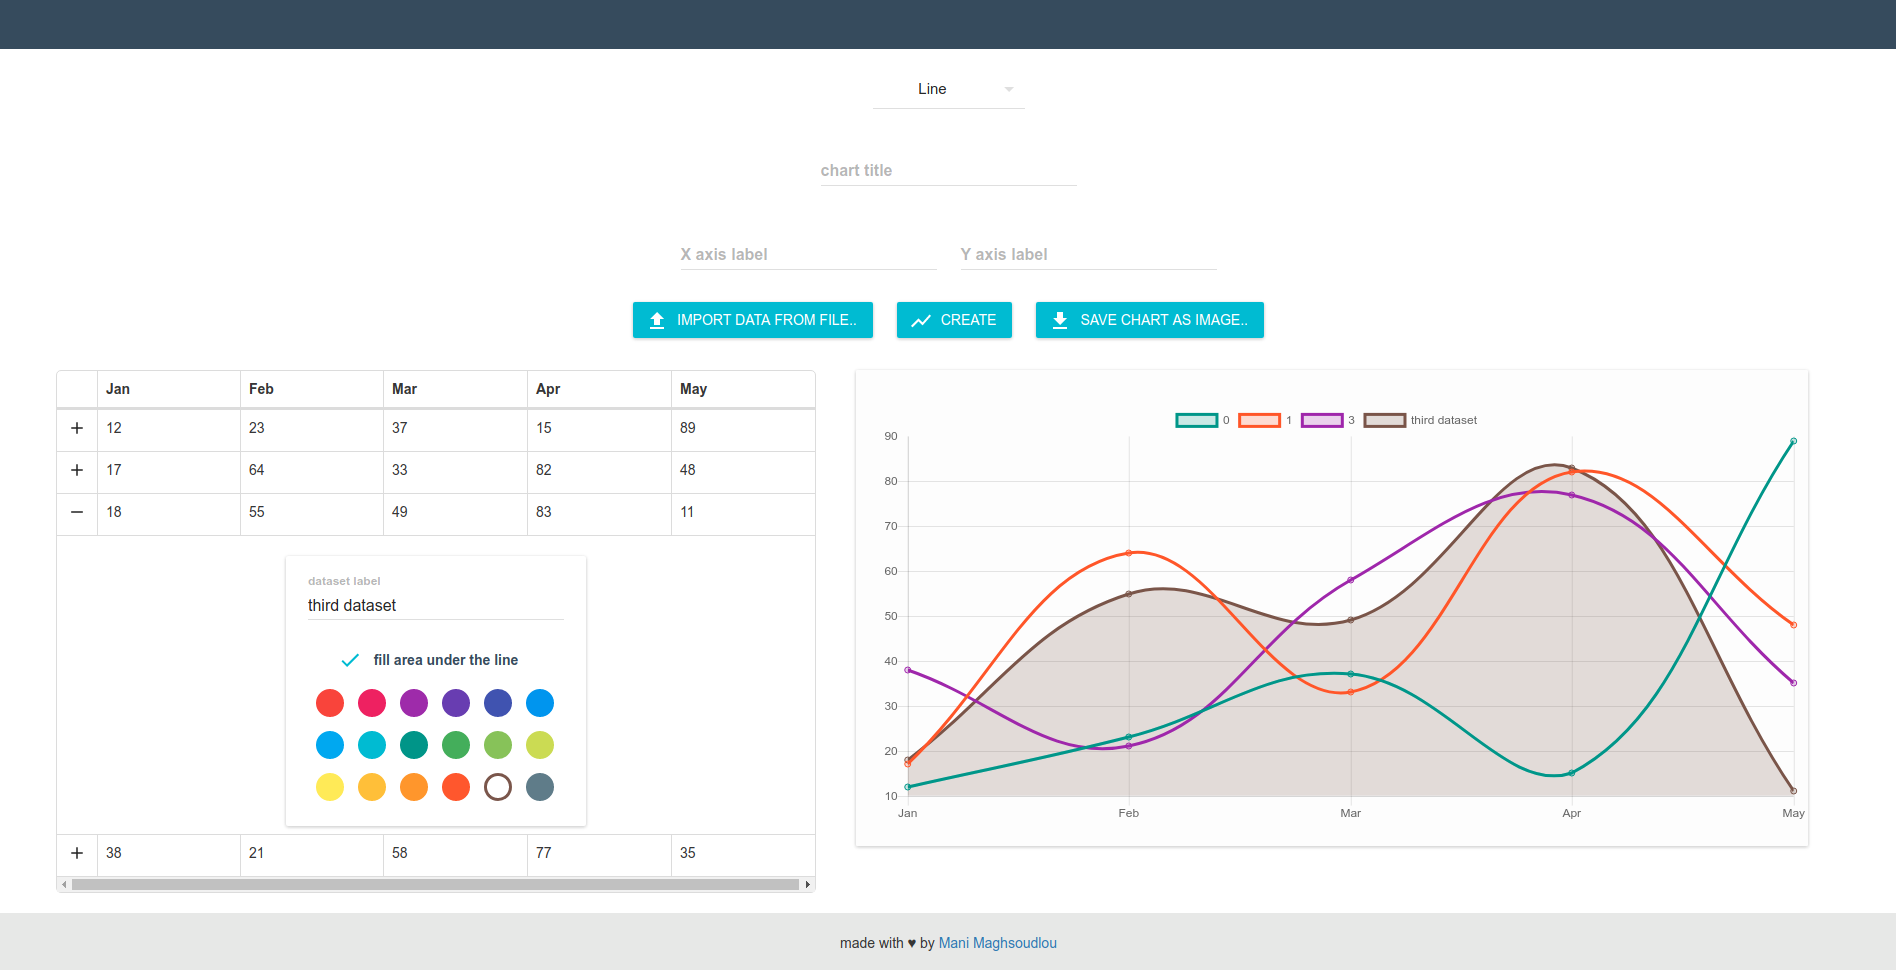 Line
chart title
X axis label Y axis label
IMPORT DATA FROM FILE.. CREATE SAVE CHART AS IMAGE..
Jan Feb Mar Apr May
+ 12 23 37 15 89
+ 17 64 33 82 48
− 18 55 49 83 11
dataset label
third dataset
fill area under the line
+ 38 21 58 77 35
0 1 3 third dataset
90
80
70
60
50
40
30
20
10
Jan Feb Mar Apr May
made with ♥ by Mani Maghsoudlou